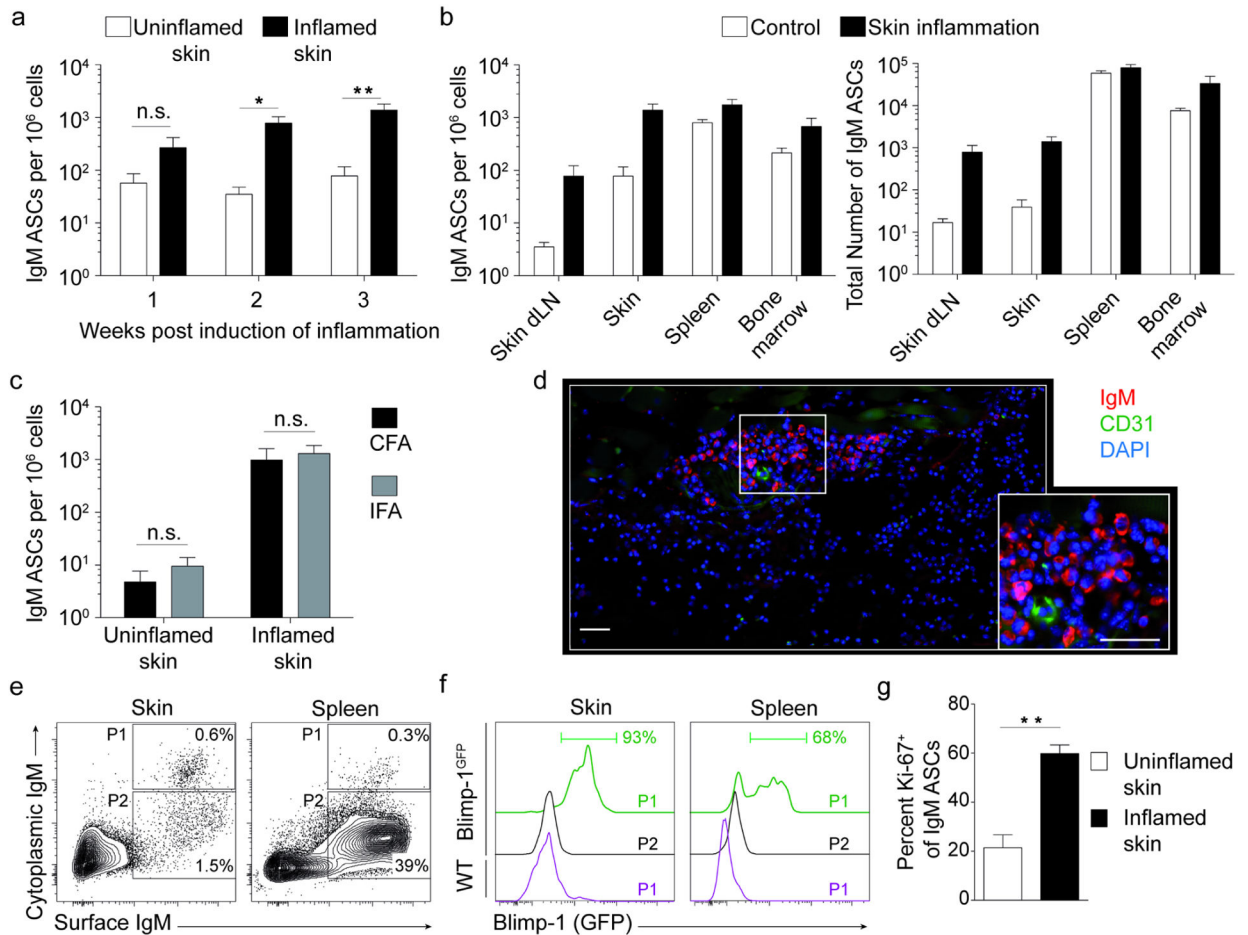 a
Uninflamed skin
Inflamed skin
IgM ASCs per 10⁶ cells
10⁴
10³
10²
10¹
10⁰
n.s.
*
**
1 2 3
Weeks post induction of inflammation
b
Control
Skin inflammation
IgM ASCs per 10⁶ cells
10⁴
10³
10²
10¹
10⁰
Skin dLN
Skin
Spleen
Bone marrow
Total Number of IgM ASCs
10⁵
10⁴
10³
10²
10¹
10⁰
Skin dLN
Skin
Spleen
Bone marrow
c
IgM ASCs per 10⁶ cells
10⁴
10³
10²
10¹
10⁰
n.s.
n.s.
CFA
IFA
Uninflamed skin
Inflamed skin
d
IgM
CD31
DAPI
e
Skin
Spleen
Cytoplasmic IgM
P1
0.6%
P2
1.5%
P1
0.3%
P2
39%
Surface IgM
f
Skin
Spleen
Blimp-1ᴳᶠᴾ
WT
93%
P1
P2
P1
68%
P1
P2
P1
Blimp-1 (GFP)
g
Percent Ki-67⁺
of IgM ASCs
80
60
40
20
0
**
Uninflamed skin
Inflamed skin